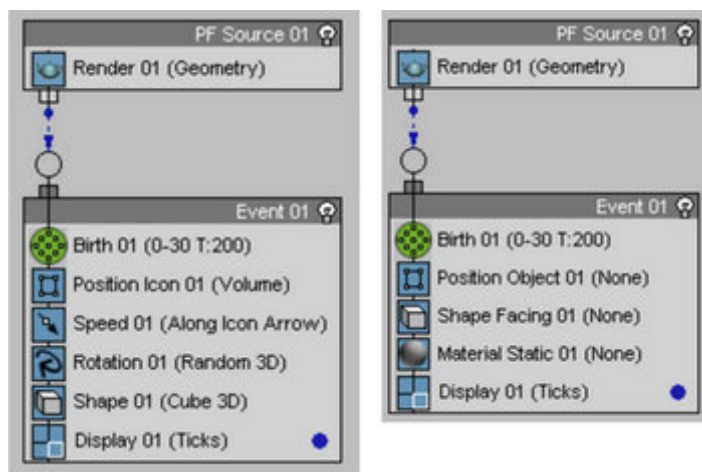 PF Source 01
Render 01 (Geometry)
Event 01
Birth 01 (0-30 T:200)
Position Icon 01 (Volume)
Speed 01 (Along Icon Arrow)
Rotation 01 (Random 3D)
Shape 01 (Cube 3D)
Display 01 (Ticks)
PF Source 01
Render 01 (Geometry)
Event 01
Birth 01 (0-30 T:200)
Position Object 01 (None)
Shape Facing 01 (None)
Material Static 01 (None)
Display 01 (Ticks)